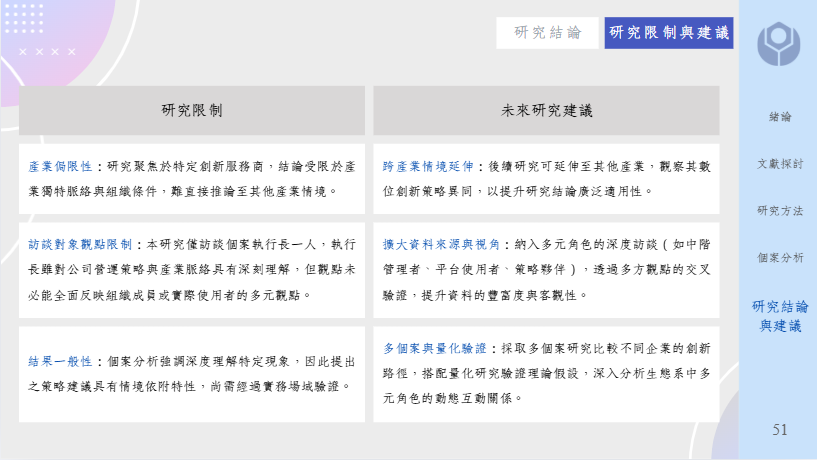 研究結論
研究限制與建議
研究限制
未來研究建議
產業侷限性：研究聚焦於特定創新服務商，結論受限於產
業獨特脈絡與組織條件，難直接推論至其他產業情境。
跨產業情境延伸：後續研究可延伸至其他產業，觀察其數
位創新策略異同，以提升研究結論廣泛適用性。
訪談對象觀點限制：本研究僅訪談個案執行長一人，執行
長雖對公司營運策略與產業脈絡具有深刻理解，但觀點未
必能全面反映組織成員或實際使用者的多元觀點。
擴大資料來源與視角：納入多元角色的深度訪談（如中階
管理者、平台使用者、策略夥伴），透過多方觀點的交叉
驗證，提升資料的豐富度與客觀性。
結果一般性：個案分析強調深度理解特定現象，因此提出
之策略建議具有情境依附特性，尚需經過實務場域驗證。
多個案與量化驗證：採取多個案研究比較不同企業的創新
路徑，搭配量化研究驗證理論假設，深入分析生態系中多
元角色的動態互動關係。
緒論
文獻探討
研究方法
個案分析
研究結論
與建議
51